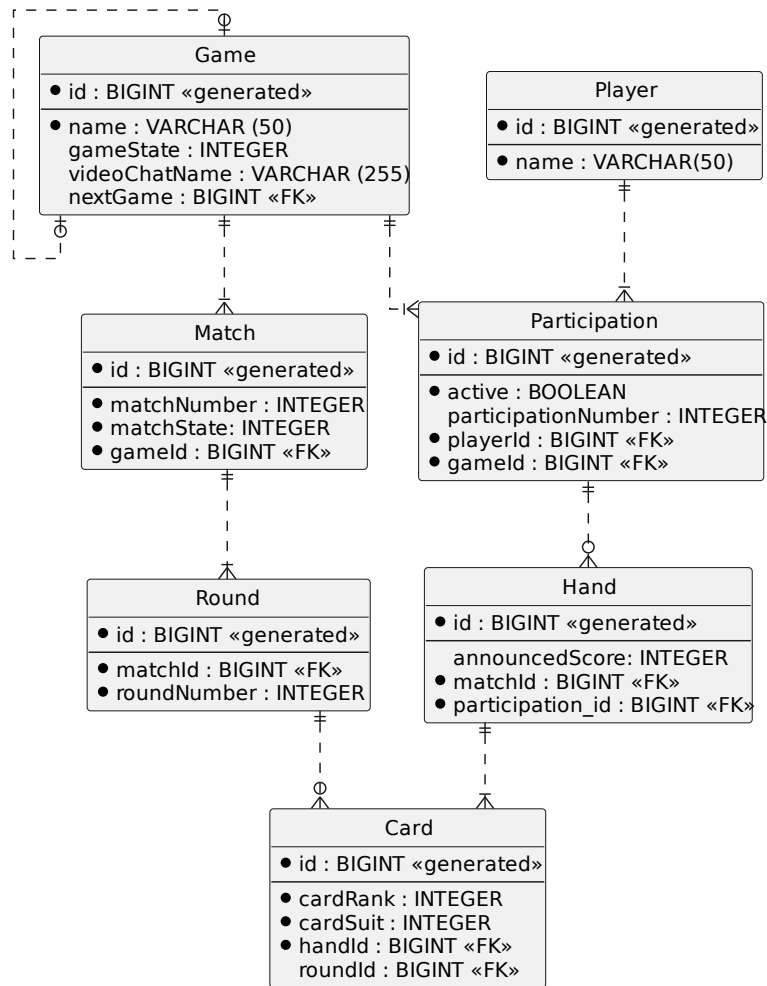 Game
id : BIGINT «generated»
name : VARCHAR (50)
gameState : INTEGER
videoChatName : VARCHAR (255)
nextGame : BIGINT «FK»
Player
id : BIGINT «generated»
name : VARCHAR(50)
Match
id : BIGINT «generated»
matchNumber : INTEGER
matchState: INTEGER
gameId : BIGINT «FK»
Participation
id : BIGINT «generated»
active : BOOLEAN
participationNumber : INTEGER
playerId : BIGINT «FK»
gameId : BIGINT «FK»
Round
id : BIGINT «generated»
matchId : BIGINT «FK»
roundNumber : INTEGER
Hand
id : BIGINT «generated»
announcedScore: INTEGER
matchId : BIGINT «FK»
participation_id : BIGINT «FK»
Card
id : BIGINT «generated»
cardRank : INTEGER
cardSuit : INTEGER
handId : BIGINT «FK»
roundId : BIGINT «FK»